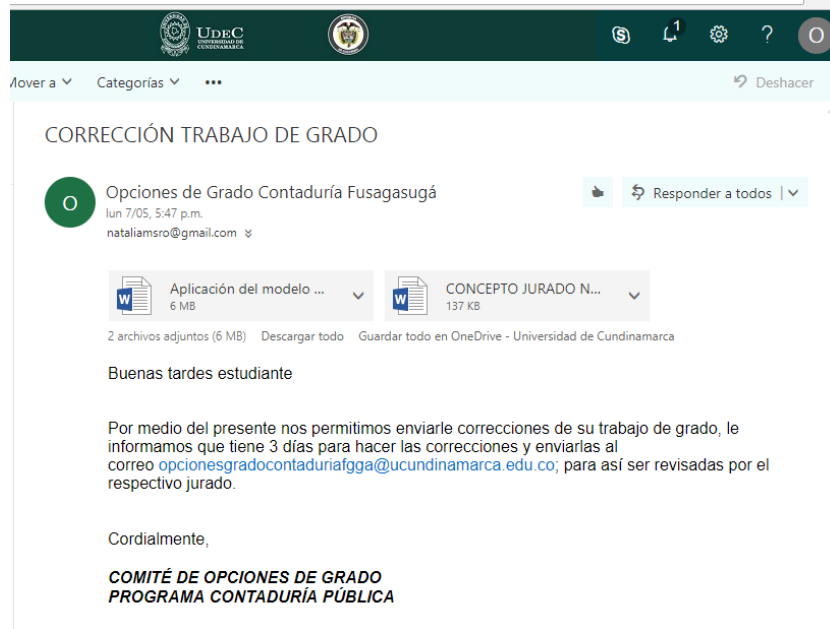 UDEC
UNIVERSIDAD DE
CUNDINAMARCA
1
?
O
Mover a
Categorías
Deshacer
CORRECCIÓN TRABAJO DE GRADO
O
Opciones de Grado Contaduría Fusagasugá
Responder a todos
lun 7/05, 5:47 p.m.
nataliamsro@gmail.com
Aplicación del modelo ...
6 MB
CONCEPTO JURADO N...
137 KB
2 archivos adjuntos (6 MB) Descargar todo Guardar todo en OneDrive - Universidad de Cundinamarca
Buenas tardes estudiante
Por medio del presente nos permitimos enviarle correcciones de su trabajo de grado, le
informamos que tiene 3 días para hacer las correcciones y enviarlas al
correo opcionesgradocontaduriafgga@ucundinamarca.edu.co; para así ser revisadas por el
respectivo jurado.
Cordialmente,
COMITÉ DE OPCIONES DE GRADO
PROGRAMA CONTADURÍA PÚBLICA